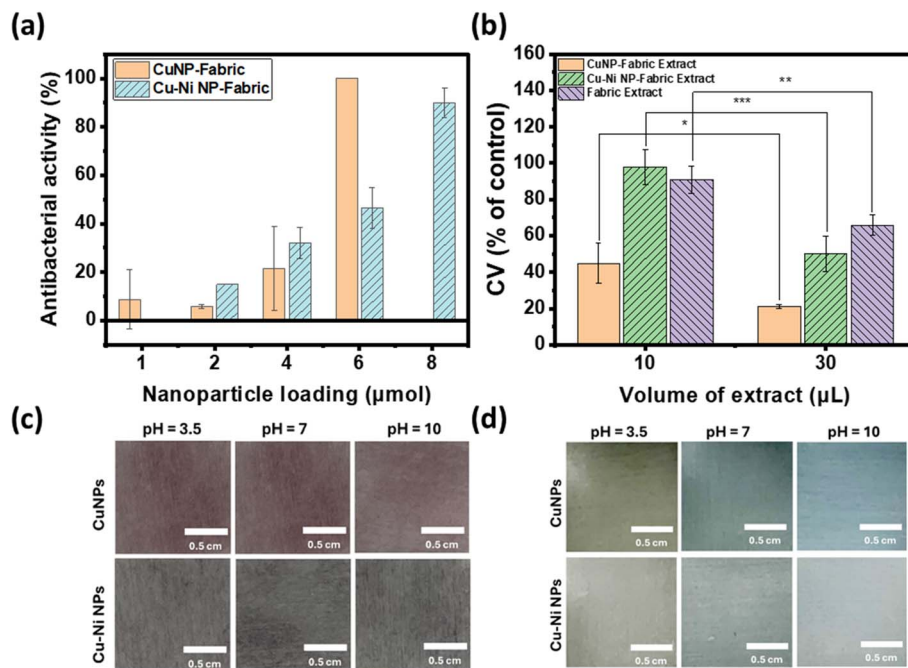 (a)
Antibacterial activity (%)
100
80
60
40
20
0
CuNP-Fabric
Cu-Ni NP-Fabric
1 2 4 6 8
Nanoparticle loading (µmol)
(b)
CV (% of control)
160
140
120
100
80
60
40
20
0
CuNP-Fabric Extract
Cu-Ni NP-Fabric Extract
Fabric Extract
**
***
*
10 30
Volume of extract (µL)
(c)
pH = 3.5 pH = 7 pH = 10
CuNPs
0.5 cm 0.5 cm 0.5 cm
Cu-Ni NPs
0.5 cm 0.5 cm 0.5 cm
(d)
pH = 3.5 pH = 7 pH = 10
CuNPs
0.5 cm 0.5 cm 0.5 cm
Cu-Ni NPs
0.5 cm 0.5 cm 0.5 cm